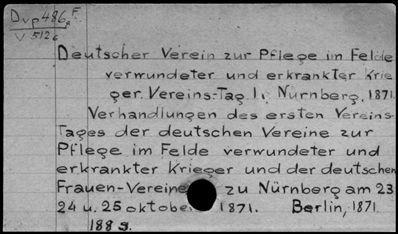 Dvp486gF.
V 5126
Deutscher Verein zur Pflege im Felde
verwundeter und erkrankter Krie
ger. Vereins-Tag 1; Nürnberg, 1871
Verhandlungen des ersten Vereins-
Tages der deutschen Vereine zur
Pflege im Felde verwundeter und
erkrankter Krieger und der deutschen
Frauen-Vereine zu Nürnberg am 23
24 u. 25 oktober 1871. Berlin, 1871
188 S.